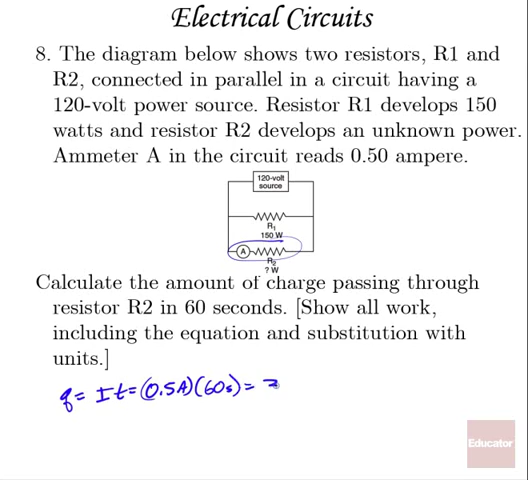 Electrical Circuits
8. The diagram below shows two resistors, R1 and
R2, connected in parallel in a circuit having a
120-volt power source. Resistor R1 develops 150
watts and resistor R2 develops an unknown power.
Ammeter A in the circuit reads 0.50 ampere.
120-volt
source
R1
150 W
A
R2
? W
Calculate the amount of charge passing through
resistor R2 in 60 seconds. [Show all work,
including the equation and substitution with
units.]
q = It = (0.5A)(60s) = 3
Educator